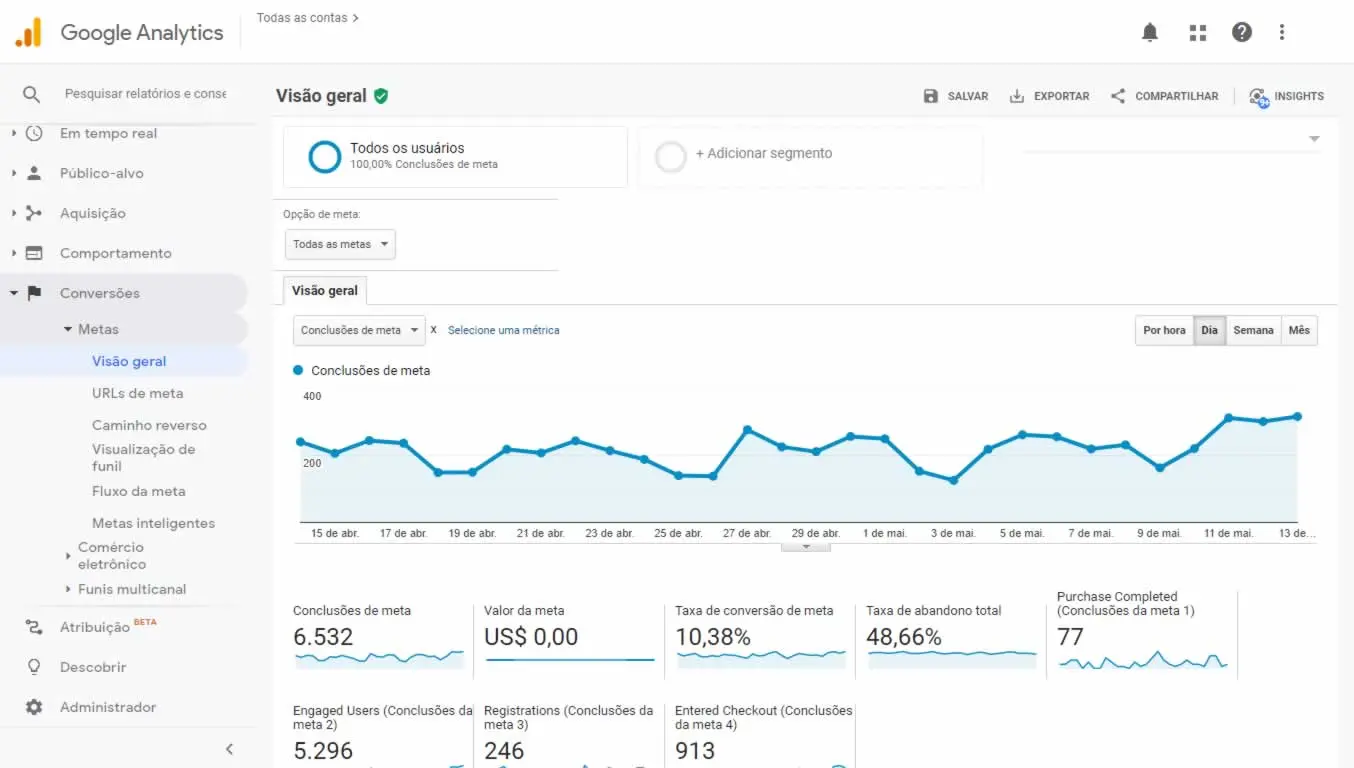 Google Analytics
Todas as contas >
Pesquisar relatórios e conse
Em tempo real
Público-alvo
Aquisição
Comportamento
Conversões
Metas
Visão geral
URLs de meta
Caminho reverso
Visualização de
funil
Fluxo da meta
Metas inteligentes
Comércio
eletrônico
Funis multicanal
Atribuição BETA
Descobrir
Administrador
Visão geral
SALVAR
EXPORTAR
COMPARTILHAR
9+
INSIGHTS
Todos os usuários
100,00% Conclusões de meta
+ Adicionar segmento
Opção de meta:
Todas as metas
Visão geral
Conclusões de meta
x
Selecione uma métrica
Por hora
Dia
Semana
Mês
Conclusões de meta
400
200
15 de abr.
17 de abr.
19 de abr.
21 de abr.
23 de abr.
25 de abr.
27 de abr.
29 de abr.
1 de mai.
3 de mai.
5 de mai.
7 de mai.
9 de mai.
11 de mai.
13 de...
Conclusões de meta
6.532
Valor da meta
US$ 0,00
Taxa de conversão de meta
10,38%
Taxa de abandono total
48,66%
Purchase Completed
(Conclusões da meta 1)
77
Engaged Users (Conclusões da
meta 2)
5.296
Registrations (Conclusões da
meta 3)
246
Entered Checkout (Conclusões
da meta 4)
913